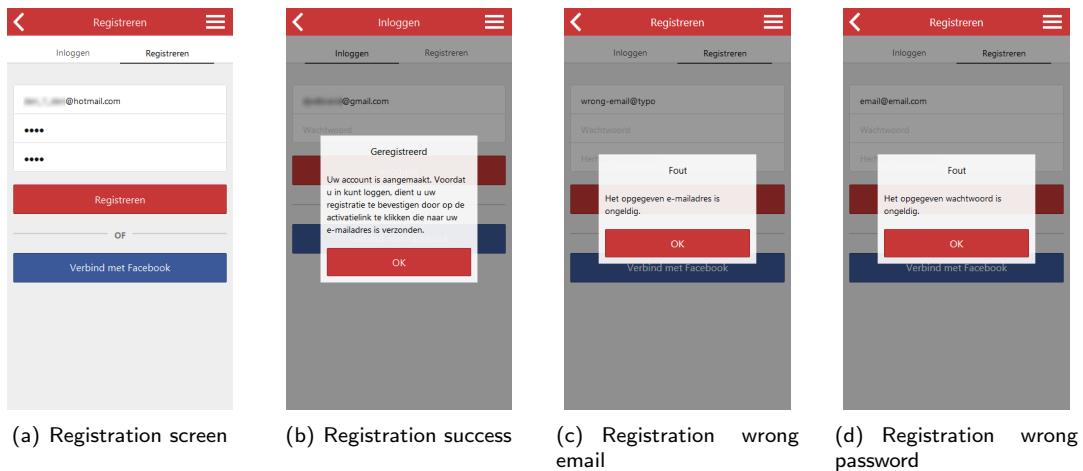 Registreren
Inloggen Registreren
@hotmail.com
••••
••••
Registreren
OF
Verbind met Facebook
(a) Registration screen
Inloggen
Inloggen Registreren
@gmail.com
Wachtwoord
Geregistreerd
Uw account is aangemaakt. Voordat
u in kunt loggen, dient u uw
registratie te bevestigen door op de
activatielink te klikken die naar uw
e-mailadres is verzonden.
OK
(b) Registration success
Registreren
Inloggen Registreren
wrong-email@typo
Wachtwoord
Fout
Het opgegeven e-mailadres is
ongeldig.
OK
Verbind met Facebook
(c) Registration wrong
email
Registreren
Inloggen Registreren
email@email.com
Wachtwoord
Fout
Het opgegeven wachtwoord is
ongeldig.
OK
Verbind met Facebook
(d) Registration wrong
password